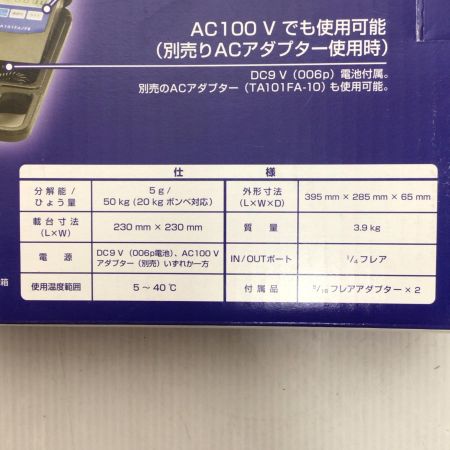 TA101FA/FB
AC100 V でも使用可能
(別売りACアダプター使用時)
DC9 V (006p) 電池付属。
別売のACアダプター (TA101FA-10) も使用可能。
仕 様
分解能/
ひょう量
5 g/
50 kg (20 kg ボンベ対応)
外形寸法
(L×W×D)
395 mm × 285 mm × 65 mm
載台寸法
(L×W)
230 mm × 230 mm
質 量
3.9 kg
電 源
DC9 V (006p電池)、AC100 V
アダプター (別売) いずれか一方
IN/OUTポート
1/4 フレア
箱
使用温度範囲
5 ~ 40℃
付 属 品
5/16 フレアアダプター × 2